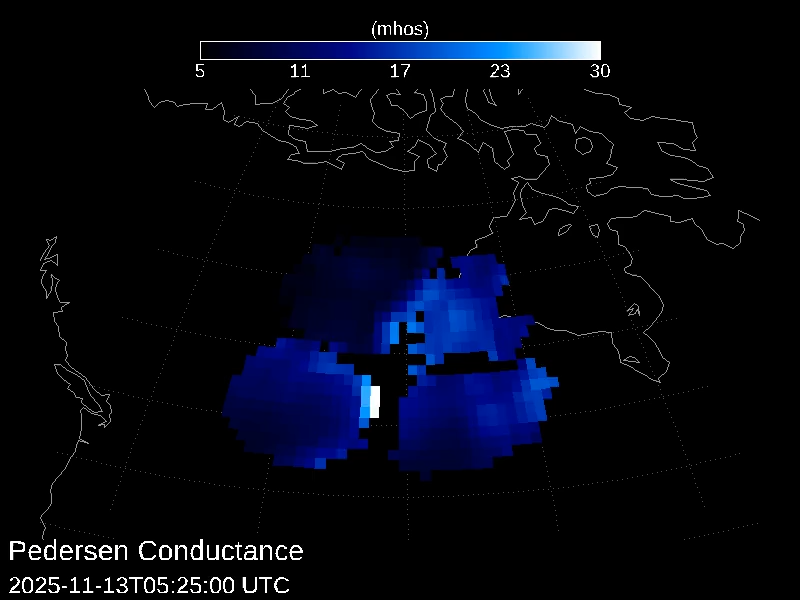 (mhos)
5 11 17 23 30
Pedersen Conductance
2025-11-13T05:25:00 UTC